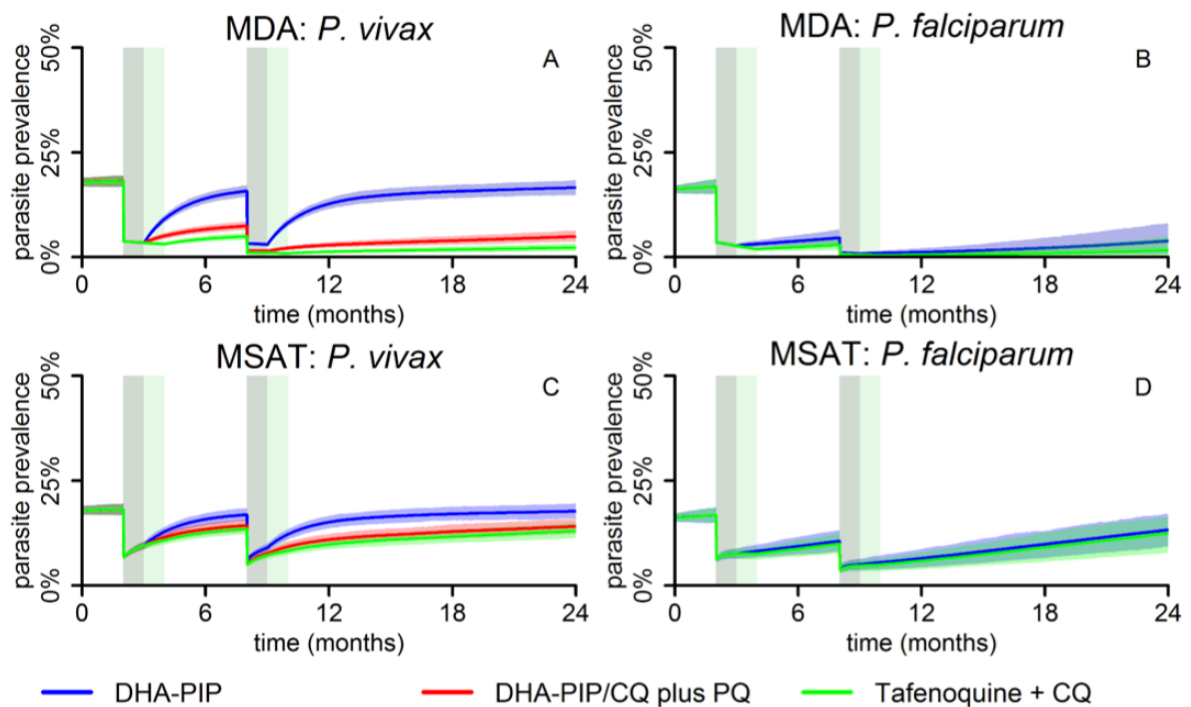 MDA: P. vivax
A
parasite prevalence
50%
25%
0%
0 6 12 18 24
time (months)
MDA: P. falciparum
B
parasite prevalence
50%
25%
0%
0 6 12 18 24
time (months)
MSAT: P. vivax
C
parasite prevalence
50%
25%
0%
0 6 12 18 24
time (months)
MSAT: P. falciparum
D
parasite prevalence
50%
25%
0%
0 6 12 18 24
time (months)
DHA-PIP
DHA-PIP/CQ plus PQ
Tafenoquine + CQ